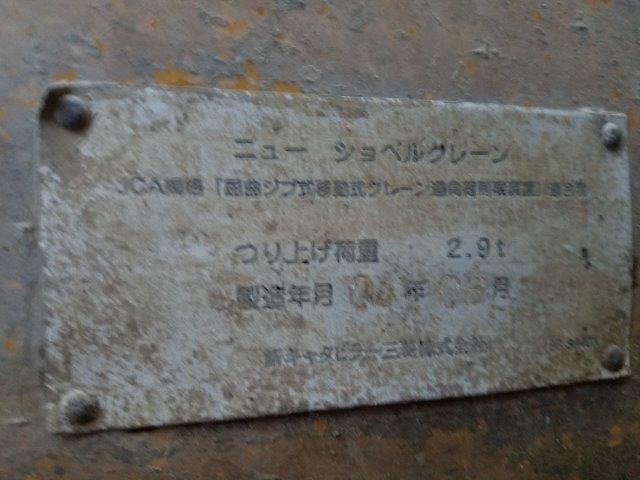 ニュー ショベルクレーン
JCA規格「屈曲ジブ式移動式クレーン過負荷制限装置」適合品
つり上げ荷重 2.9t
製造年月 年 月
新キャタピラー三菱株式会社